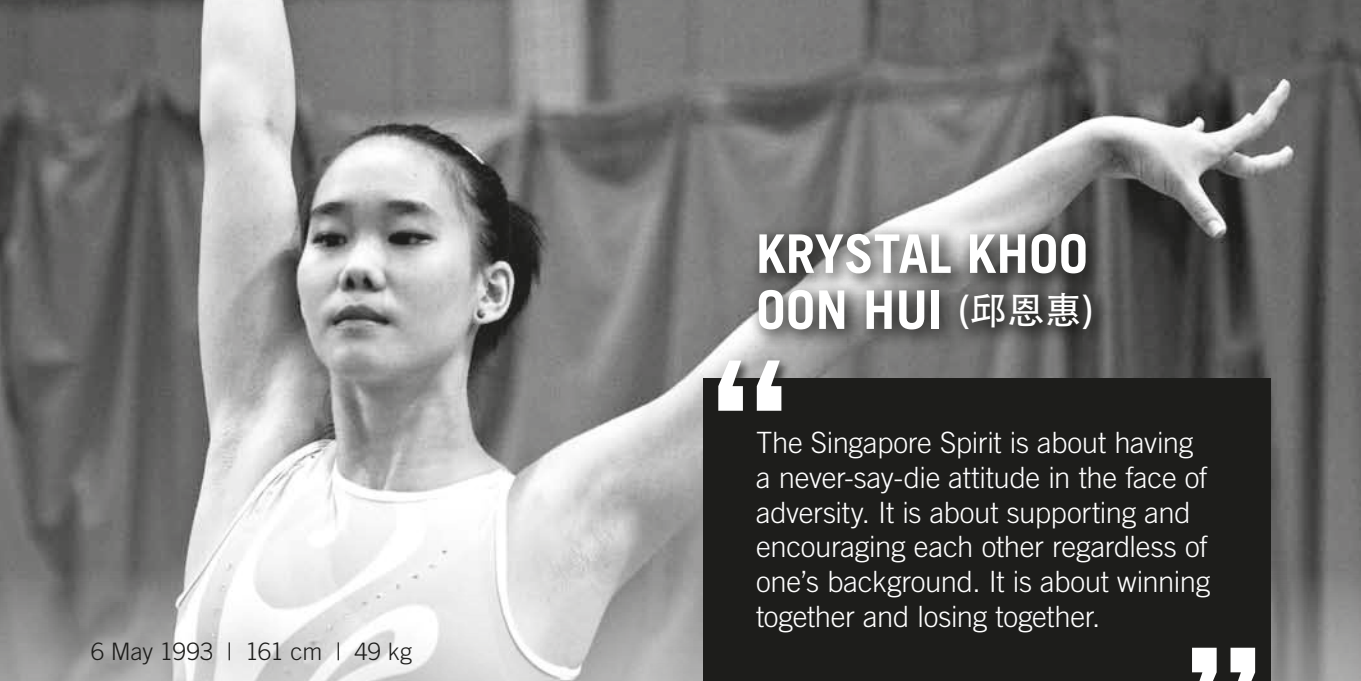 KRYSTAL KHOO
OON HUI (邱恩惠)
“
The Singapore Spirit is about having
a never-say-die attitude in the face of
adversity. It is about supporting and
encouraging each other regardless of
one’s background. It is about winning
together and losing together.
”
6 May 1993 | 161 cm | 49 kg